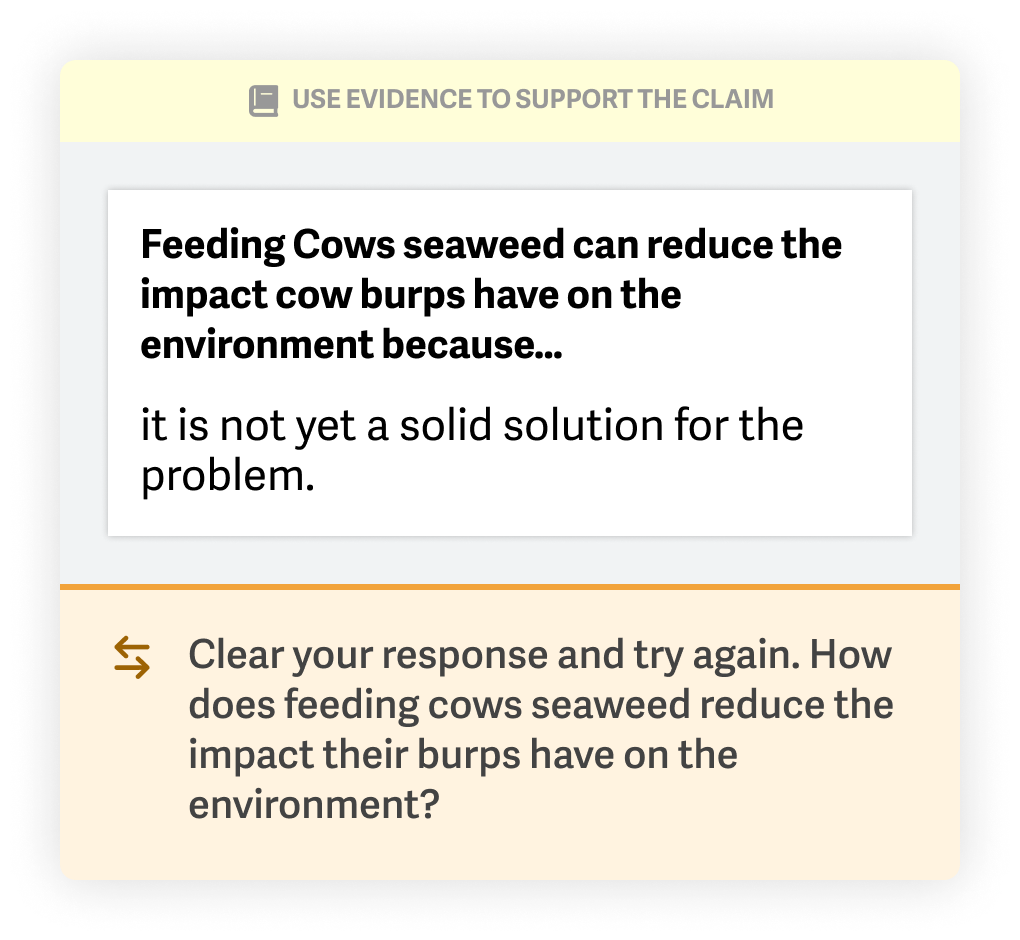 USE EVIDENCE TO SUPPORT THE CLAIM
Feeding Cows seaweed can reduce the
impact cow burps have on the
environment because...
it is not yet a solid solution for the
problem.
Clear your response and try again. How
does feeding cows seaweed reduce the
impact their burps have on the
environment?